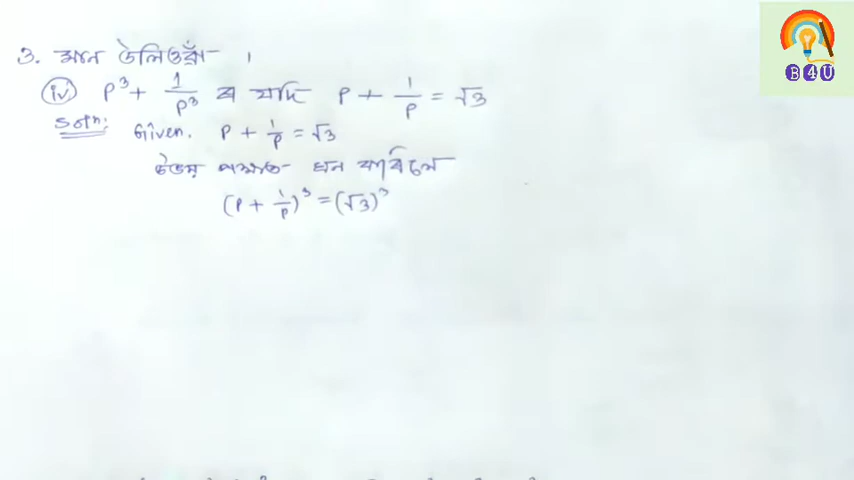 3. মান উলিওৱাঁ ।
(iv) p³ + 1/p³ ৰ যদি p + 1/p = √3
Soln: Given, p + 1/p = √3
উভয় পক্ষতে ঘন কৰিলে
(p + 1/p)³ = (√3)³
B4U